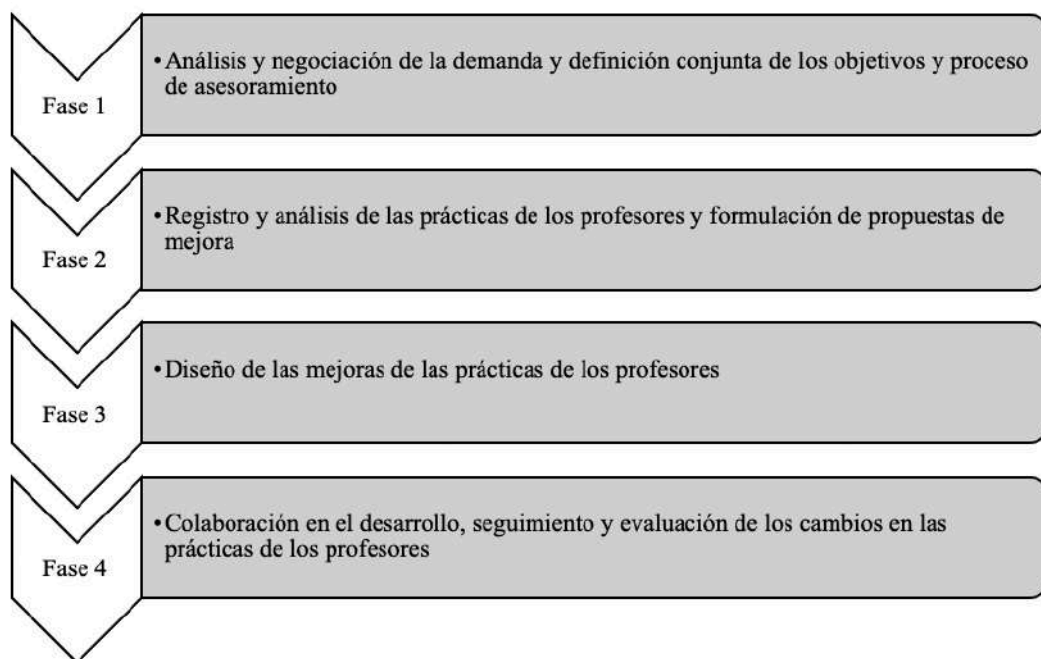 Fase 1
•Análisis y negociación de la demanda y definición conjunta de los objetivos y proceso
de asesoramiento
Fase 2
•Registro y análisis de las prácticas de los profesores y formulación de propuestas de
mejora
Fase 3
•Diseño de las mejoras de las prácticas de los profesores
Fase 4
•Colaboración en el desarrollo, seguimiento y evaluación de los cambios en las
prácticas de los profesores